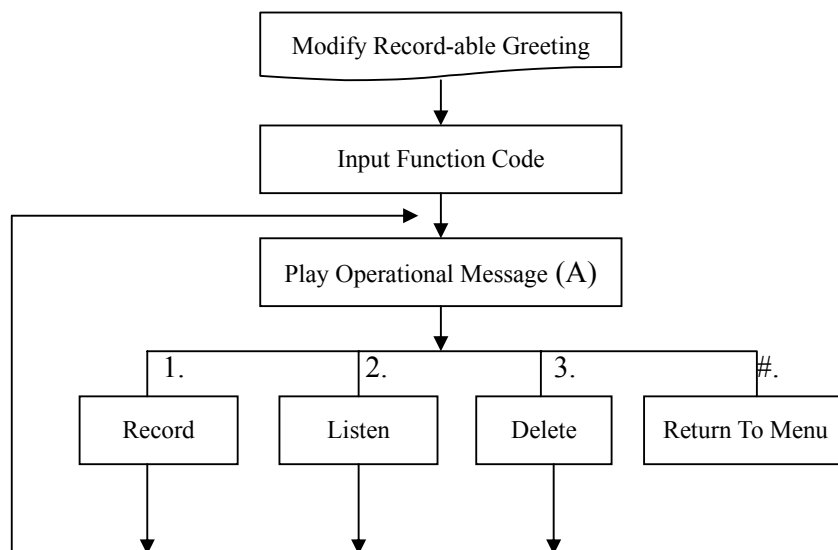 Modify Record-able Greeting
Input Function Code
Play Operational Message (A)
1. 2. 3. #.
Record Listen Delete Return To Menu